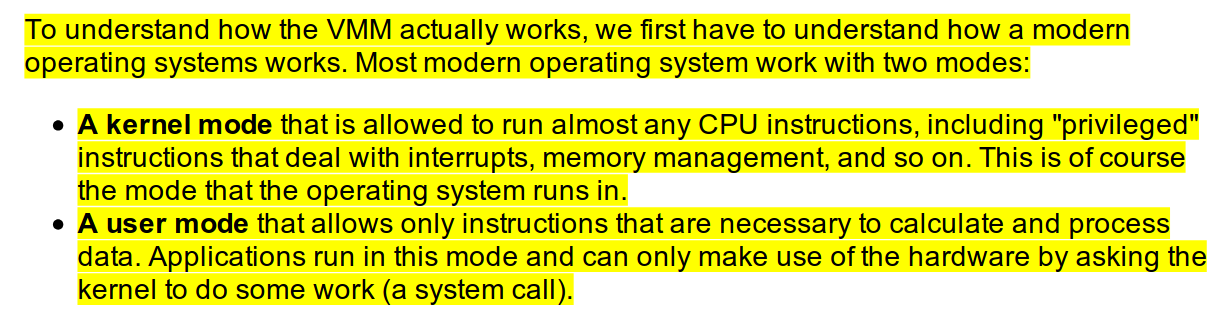 To understand how the VMM actually works, we first have to understand how a modern
operating systems works. Most modern operating system work with two modes:
• A kernel mode that is allowed to run almost any CPU instructions, including "privileged"
instructions that deal with interrupts, memory management, and so on. This is of course
the mode that the operating system runs in.
• A user mode that allows only instructions that are necessary to calculate and process
data. Applications run in this mode and can only make use of the hardware by asking the
kernel to do some work (a system call).